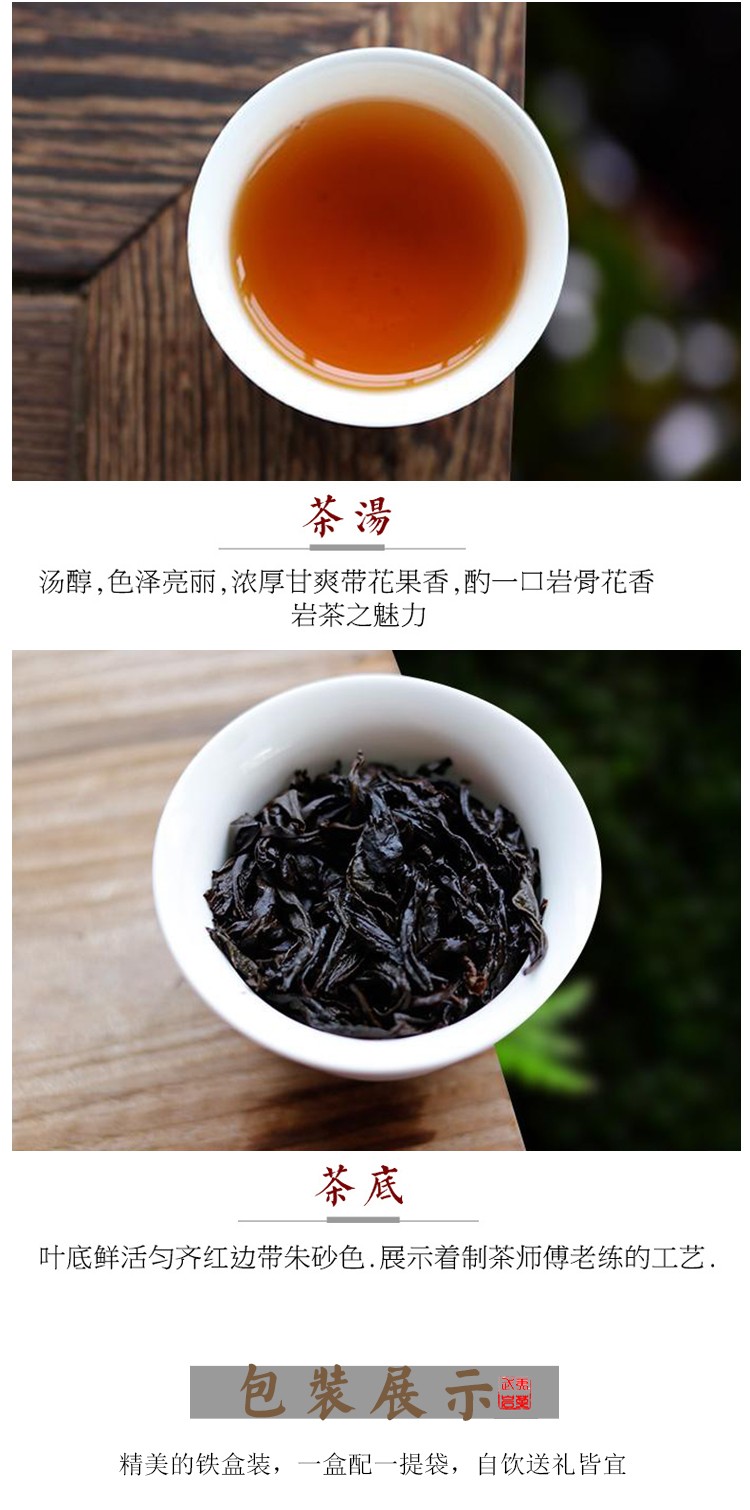 茶湯
汤醇,色泽亮丽,浓厚甘爽带花果香,酌一口岩骨花香
岩茶之魅力
茶底
叶底鲜活匀齐红边带朱砂色.展示着制茶师傅老练的工艺.
包裝展示
精美的铁盒装，一盒配一提袋，自饮送礼皆宜